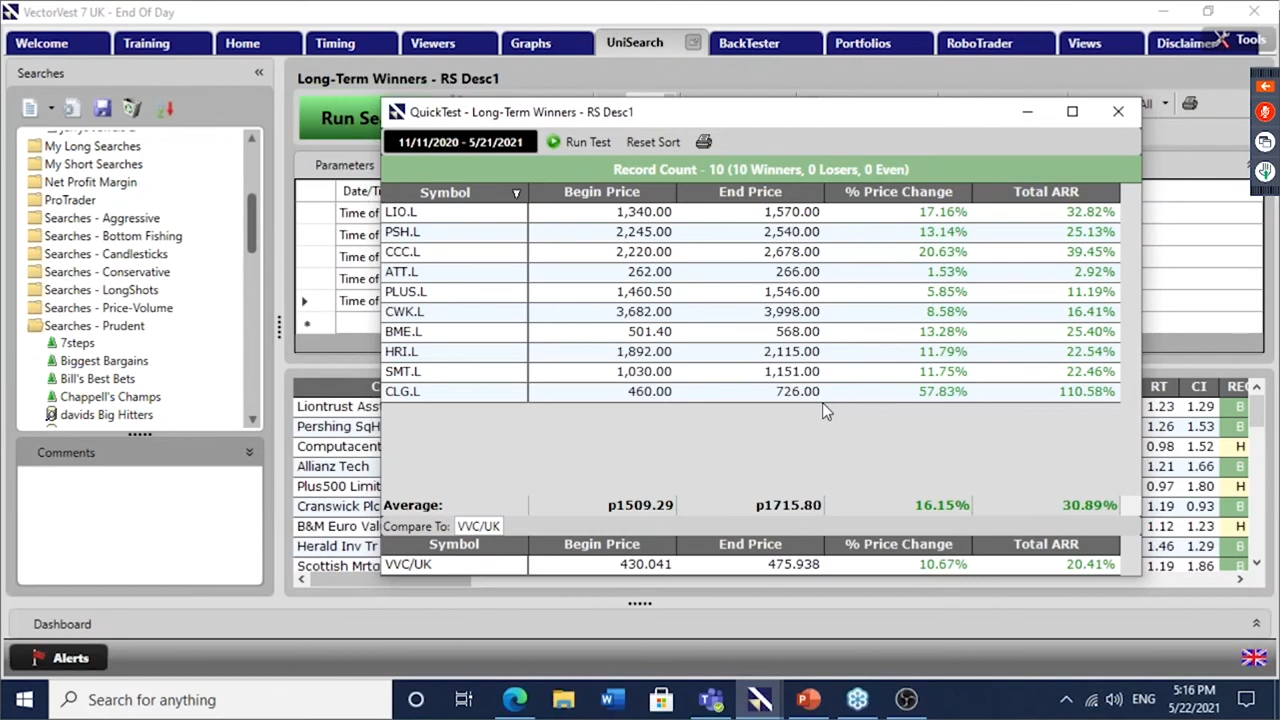 VectorVest 7 UK - End Of Day
Welcome Training Home Timing Viewers Graphs UniSearch BackTester Portfolios RoboTrader Views Disclaimer Tools
Searches
Long-Term Winners - RS Desc1
Run Se
All
QuickTest - Long-Term Winners - RS Desc1
11/11/2020 - 5/21/2021 Run Test Reset Sort
Record Count - 10 (10 Winners, 0 Losers, 0 Even)
Symbol Begin Price End Price % Price Change Total ARR
LIO.L 1,340.00 1,570.00 17.16% 32.82%
PSH.L 2,245.00 2,540.00 13.14% 25.13%
CCC.L 2,220.00 2,678.00 20.63% 39.45%
ATT.L 262.00 266.00 1.53% 2.92%
PLUS.L 1,460.50 1,546.00 5.85% 11.19%
CWK.L 3,682.00 3,998.00 8.58% 16.41%
BME.L 501.40 568.00 13.28% 25.40%
HRI.L 1,892.00 2,115.00 11.79% 22.54%
SMT.L 1,030.00 1,151.00 11.75% 22.46%
CLG.L 460.00 726.00 57.83% 110.58%
Average: p1509.29 p1715.80 16.15% 30.89%
Compare To: VVC/UK
Symbol Begin Price End Price % Price Change Total ARR
VVC/UK 430.041 475.938 10.67% 20.41%
My Long Searches
My Short Searches
Net Profit Margin
ProTrader
Searches - Aggressive
Searches - Bottom Fishing
Searches - Candlesticks
Searches - Conservative
Searches - LongShots
Searches - Price-Volume
Searches - Prudent
7steps
Biggest Bargains
Bill's Best Bets
Chappell's Champs
davids Big Hitters
Comments
Parameters
Date/Ti
Time of
Time of
Time of
Time of
Time of
C RT CI REC
Liontrust Ass 1.23 1.29 B
Pershing SqH 1.26 1.53 B
Computacent 0.98 1.52 H
Allianz Tech 1.21 1.66 B
Plus500 Limit 0.97 1.80 H
Cranswick Plc 1.19 0.93 B
B&M Euro Val 1.12 1.23 H
Herald Inv Tr 1.46 1.29 B
Scottish Mrtg 1.19 1.86 B
Dashboard
Alerts
Search for anything
ENG
5:16 PM
5/22/2021